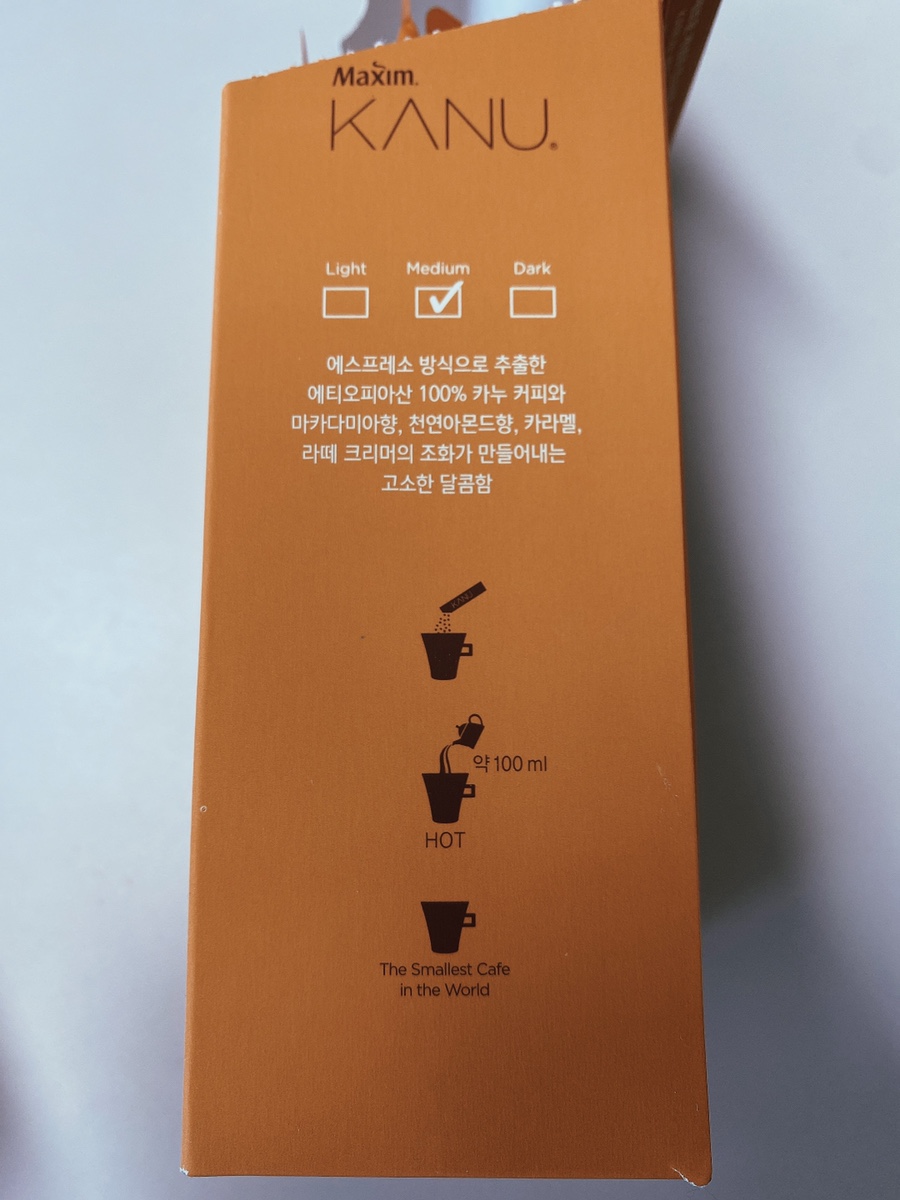 Maxim.
KANU
Light Medium Dark
에스프레소 방식으로 추출한
에티오피아산 100% 카누 커피와
마카다미아향, 천연아몬드향, 카라멜,
라떼 크리머의 조화가 만들어내는
고소한 달콤함
KANU
약 100 ml
HOT
The Smallest Cafe
in the World